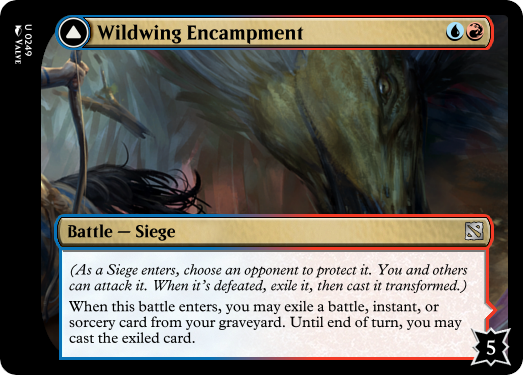 Wildwing Encampment
Battle — Siege
(As a Siege enters, choose an opponent to protect it. You and others
can attack it. When it's defeated, exile it, then cast it transformed.)
When this battle enters, you may exile a battle, instant, or
sorcery card from your graveyard. Until end of turn, you may
cast the exiled card.
5
U 0249
VALVE